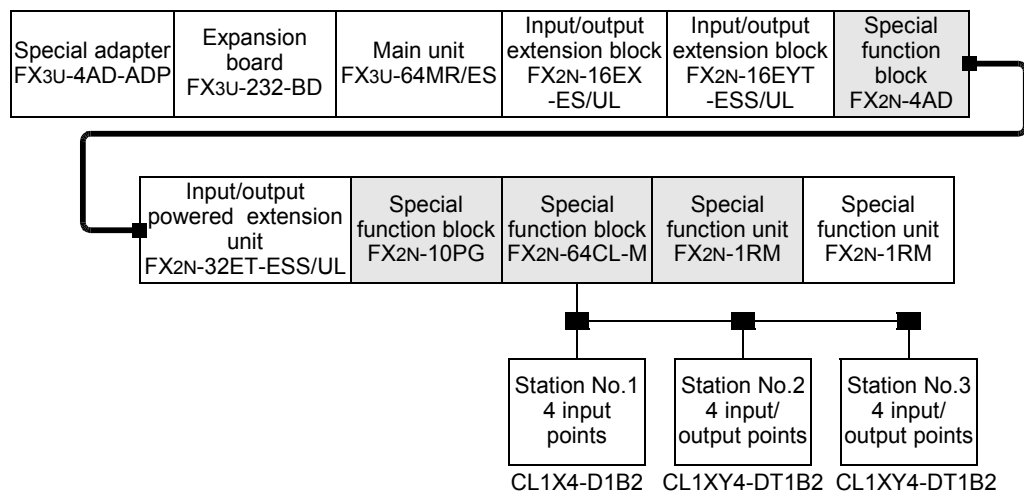 Special adapter
FX3U-4AD-ADP
Expansion
board
FX3U-232-BD
Main unit
FX3U-64MR/ES
Input/output
extension block
FX2N-16EX
-ES/UL
Input/output
extension block
FX2N-16EYT
-ESS/UL
Special
function
block
FX2N-4AD
Input/output
powered extension
unit
FX2N-32ET-ESS/UL
Special
function block
FX2N-10PG
Special
function block
FX2N-64CL-M
Special
function unit
FX2N-1RM
Special
function unit
FX2N-1RM
Station No.1
4 input
points
CL1X4-D1B2
Station No.2
4 input/
output points
CL1XY4-DT1B2
Station No.3
4 input/
output points
CL1XY4-DT1B2